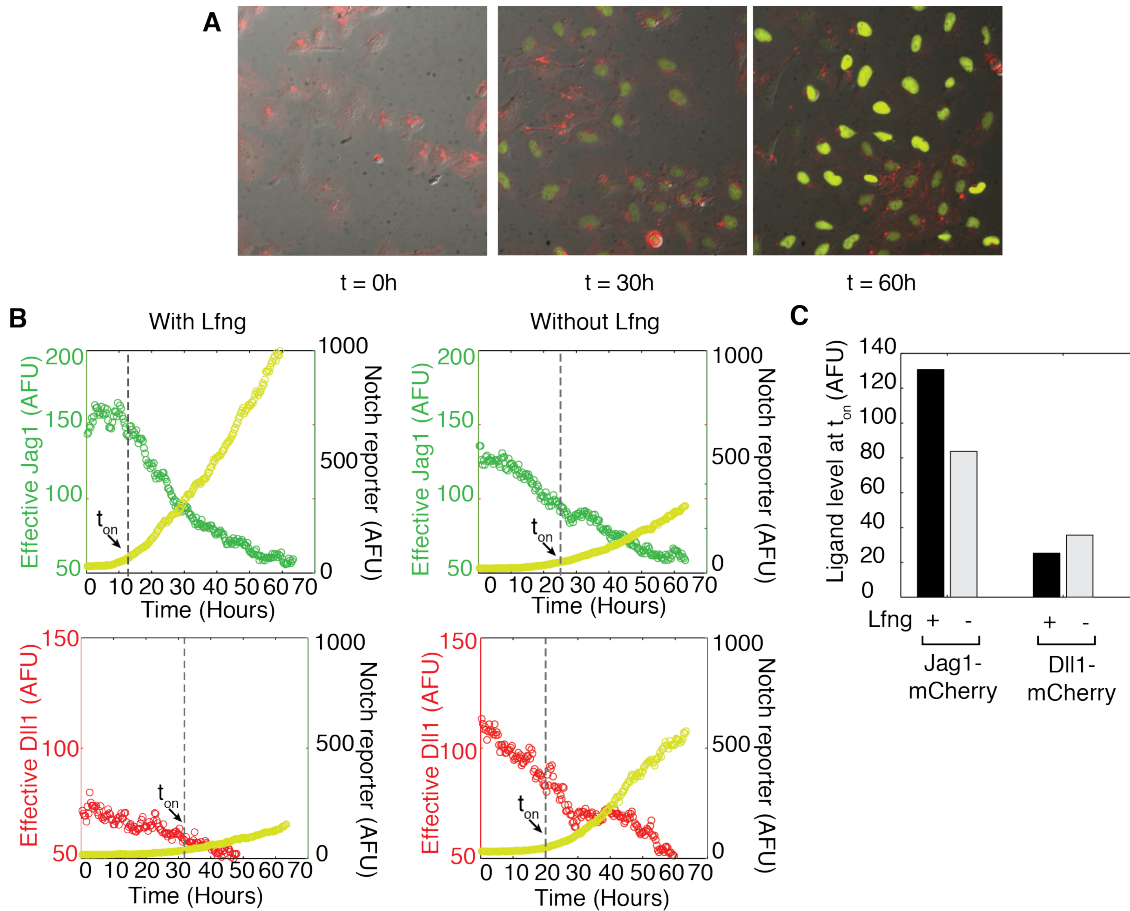 A
t = 0h
t = 30h
t = 60h
B
With Lfng
Without Lfng
C
200
150
100
50
Effective Jag1 (AFU)
1000
500
0
Notch reporter (AFU)
t_on
0 10 20 30 40 50 60 70
Time (Hours)
200
150
100
50
Effective Jag1 (AFU)
1000
500
0
Notch reporter (AFU)
t_on
0 10 20 30 40 50 60 70
Time (Hours)
150
100
50
Effective Dll1 (AFU)
1000
500
0
Notch reporter (AFU)
t_on
0 10 20 30 40 50 60 70
Time (Hours)
150
100
50
Effective Dll1 (AFU)
1000
500
0
Notch reporter (AFU)
t_on
0 10 20 30 40 50 60 70
Time (Hours)
Ligand level at t_on (AFU)
140
120
100
80
60
40
20
0
Lfng + - + -
Jag1-
mCherry
Dll1-
mCherry